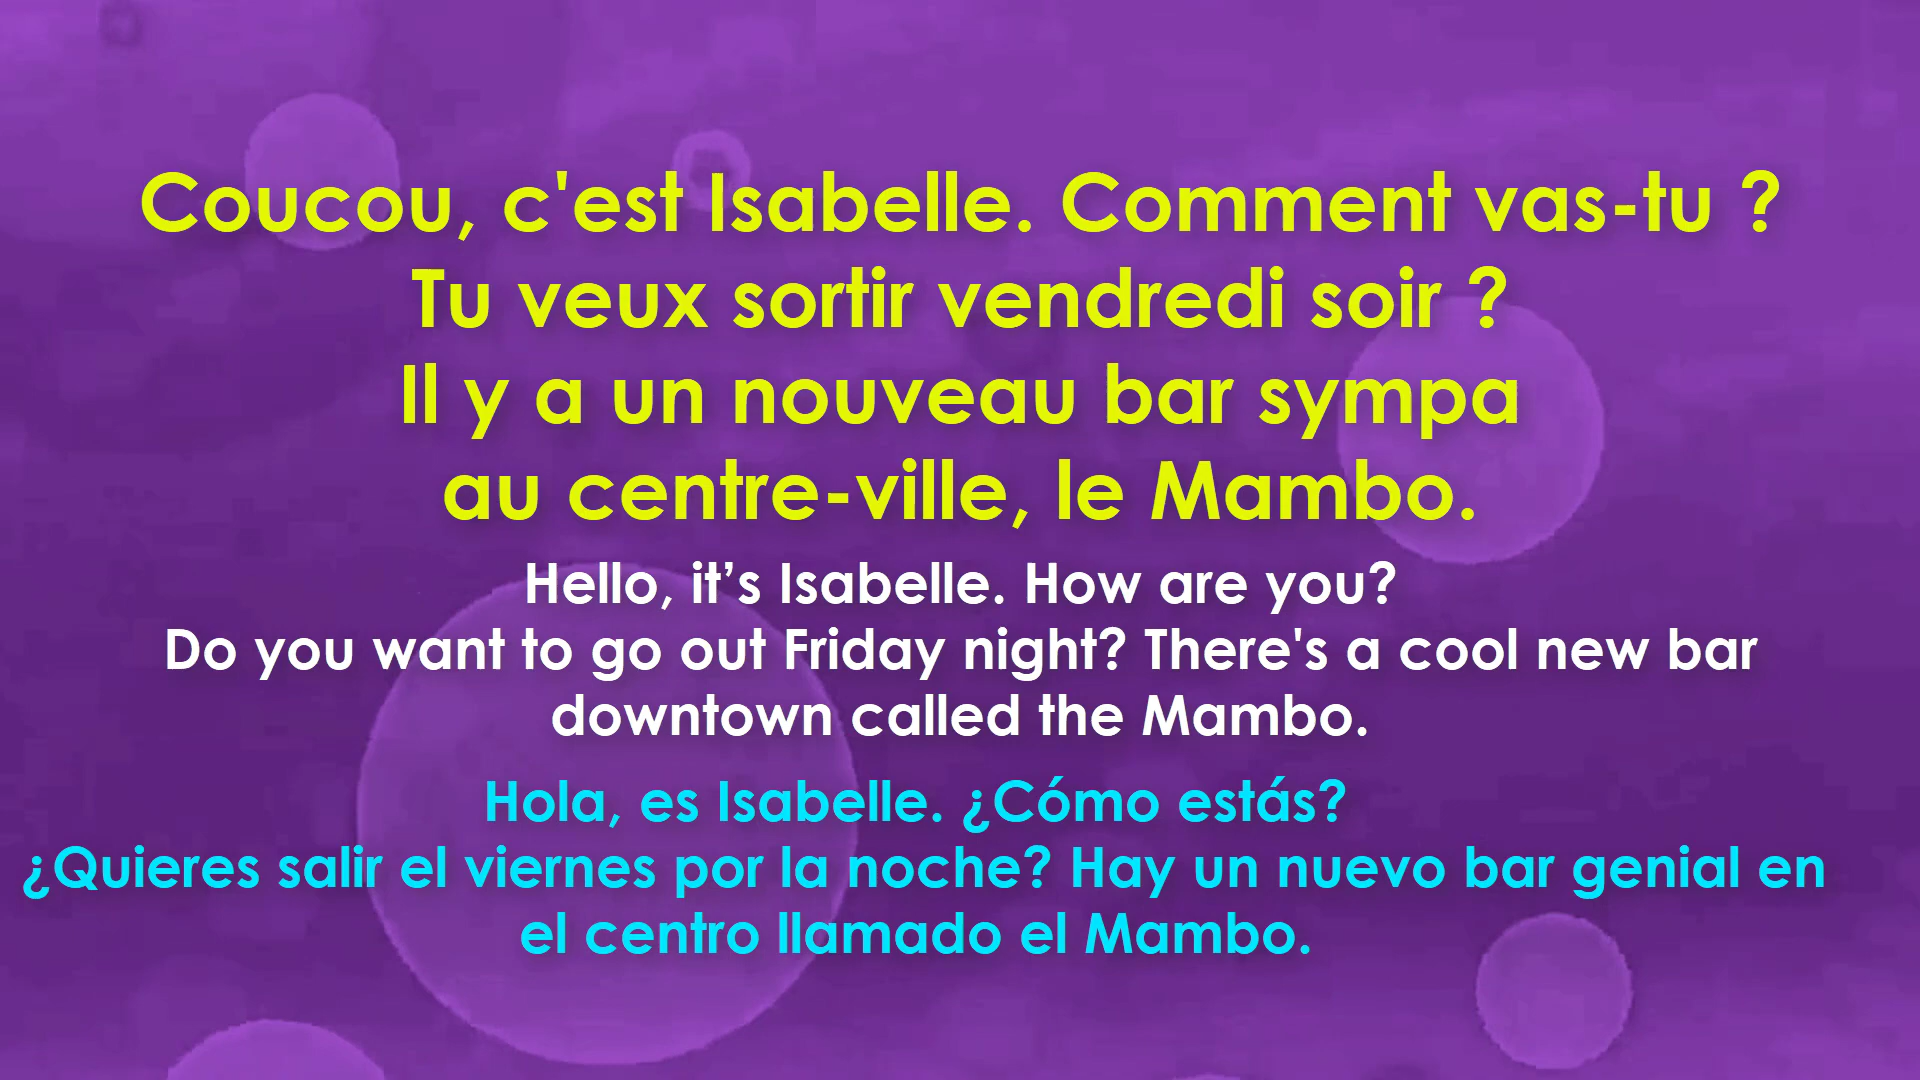 Coucou, c'est Isabelle. Comment vas-tu ?
Tu veux sortir vendredi soir ?
Il y a un nouveau bar sympa
au centre-ville, le Mambo.
Hello, it’s Isabelle. How are you?
Do you want to go out Friday night? There's a cool new bar
downtown called the Mambo.
Hola, es Isabelle. ¿Cómo estás?
¿Quieres salir el viernes por la noche? Hay un nuevo bar genial en
el centro llamado el Mambo.